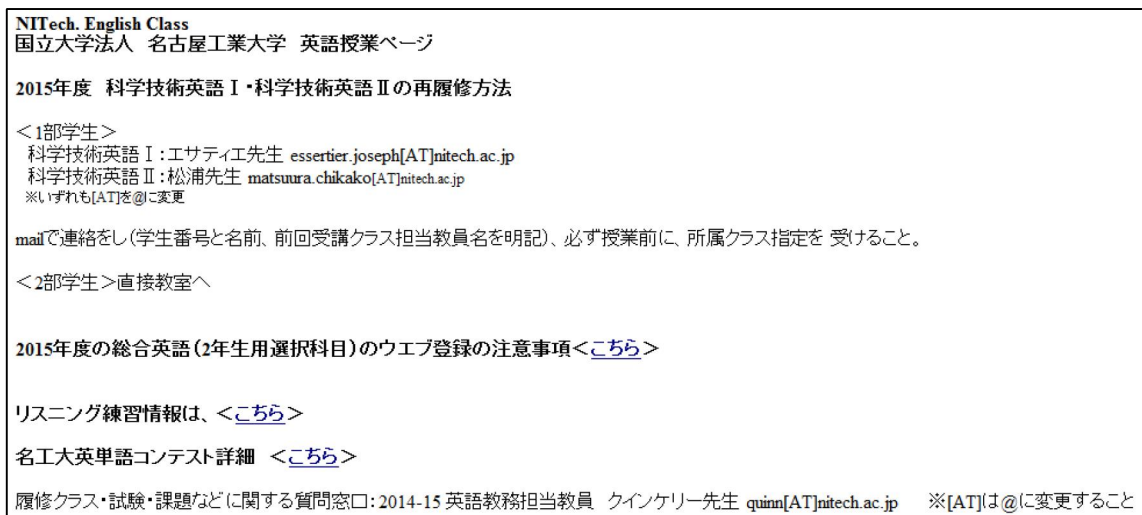 NITech. English Class
国立大学法人 名古屋工業大学 英語授業ページ
2015年度 科学技術英語Ⅰ・科学技術英語Ⅱの再履修方法
＜1部学生＞
科学技術英語Ⅰ：エサティエ先生 essertier.joseph[AT]nitech.ac.jp
科学技術英語Ⅱ：松浦先生 matsuura.chikako[AT]nitech.ac.jp
※いずれも[AT]を@に変更
mailで連絡をし（学生番号と名前、前回受講クラス担当教員名を明記）、必ず授業前に、所属クラス指定を 受けること。
＜2部学生＞直接教室へ
2015年度の総合英語（2年生用選択科目）のウエブ登録の注意事項＜こちら＞
リスニング練習情報は、＜こちら＞
名工大英単語コンテスト詳細 ＜こちら＞
履修クラス・試験・課題などに関する質問窓口：2014-15 英語教務担当教員 クインケリー先生 quinn[AT]nitech.ac.jp ※[AT]は@に変更すること